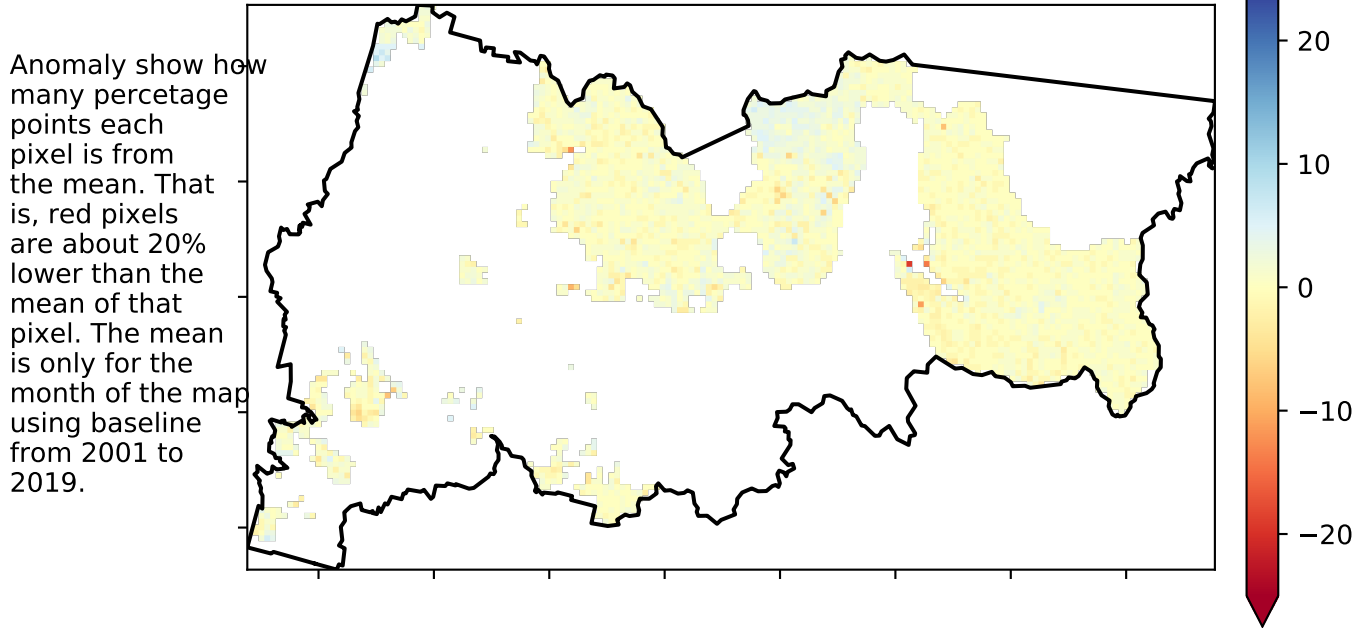 Anomaly show how
many percetage
points each
pixel is from
the mean. That
is, red pixels
are about 20%
lower than the
mean of that
pixel. The mean
is only for the
month of the map
using baseline
from 2001 to
2019.
20
10
0
−10
−20